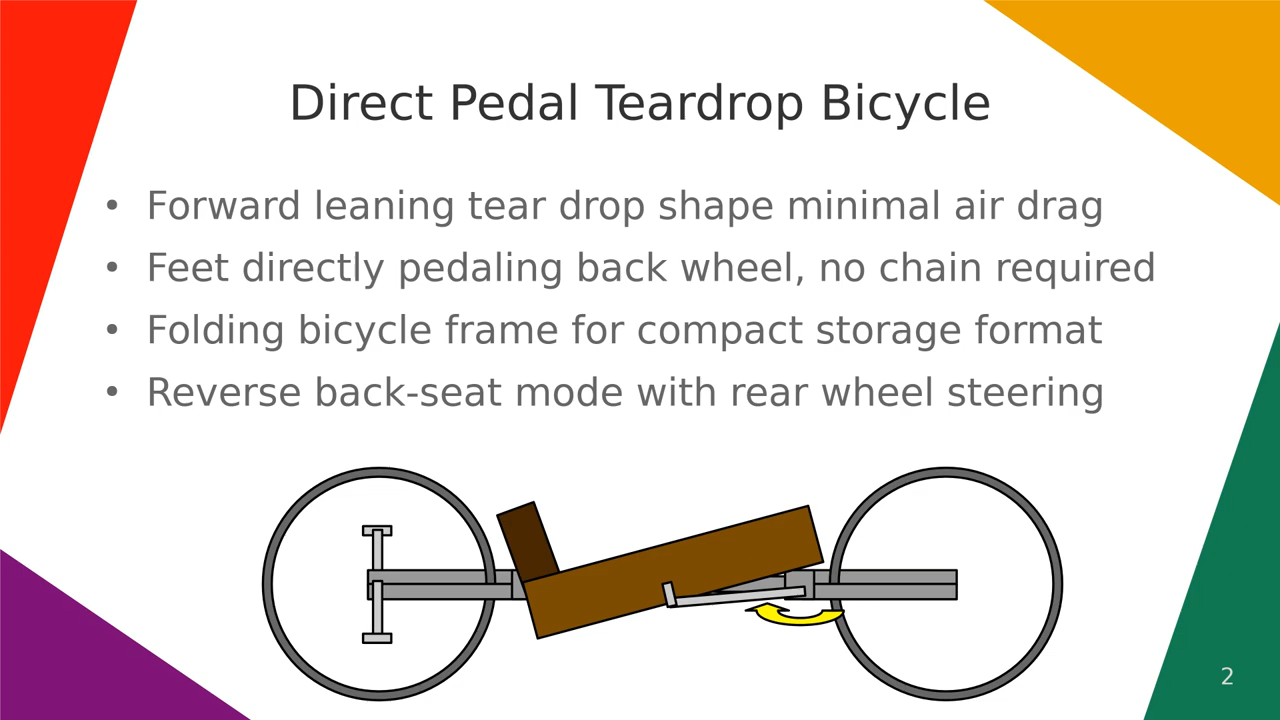 Direct Pedal Teardrop Bicycle
• Forward leaning tear drop shape minimal air drag
• Feet directly pedaling back wheel, no chain required
• Folding bicycle frame for compact storage format
• Reverse back-seat mode with rear wheel steering
2